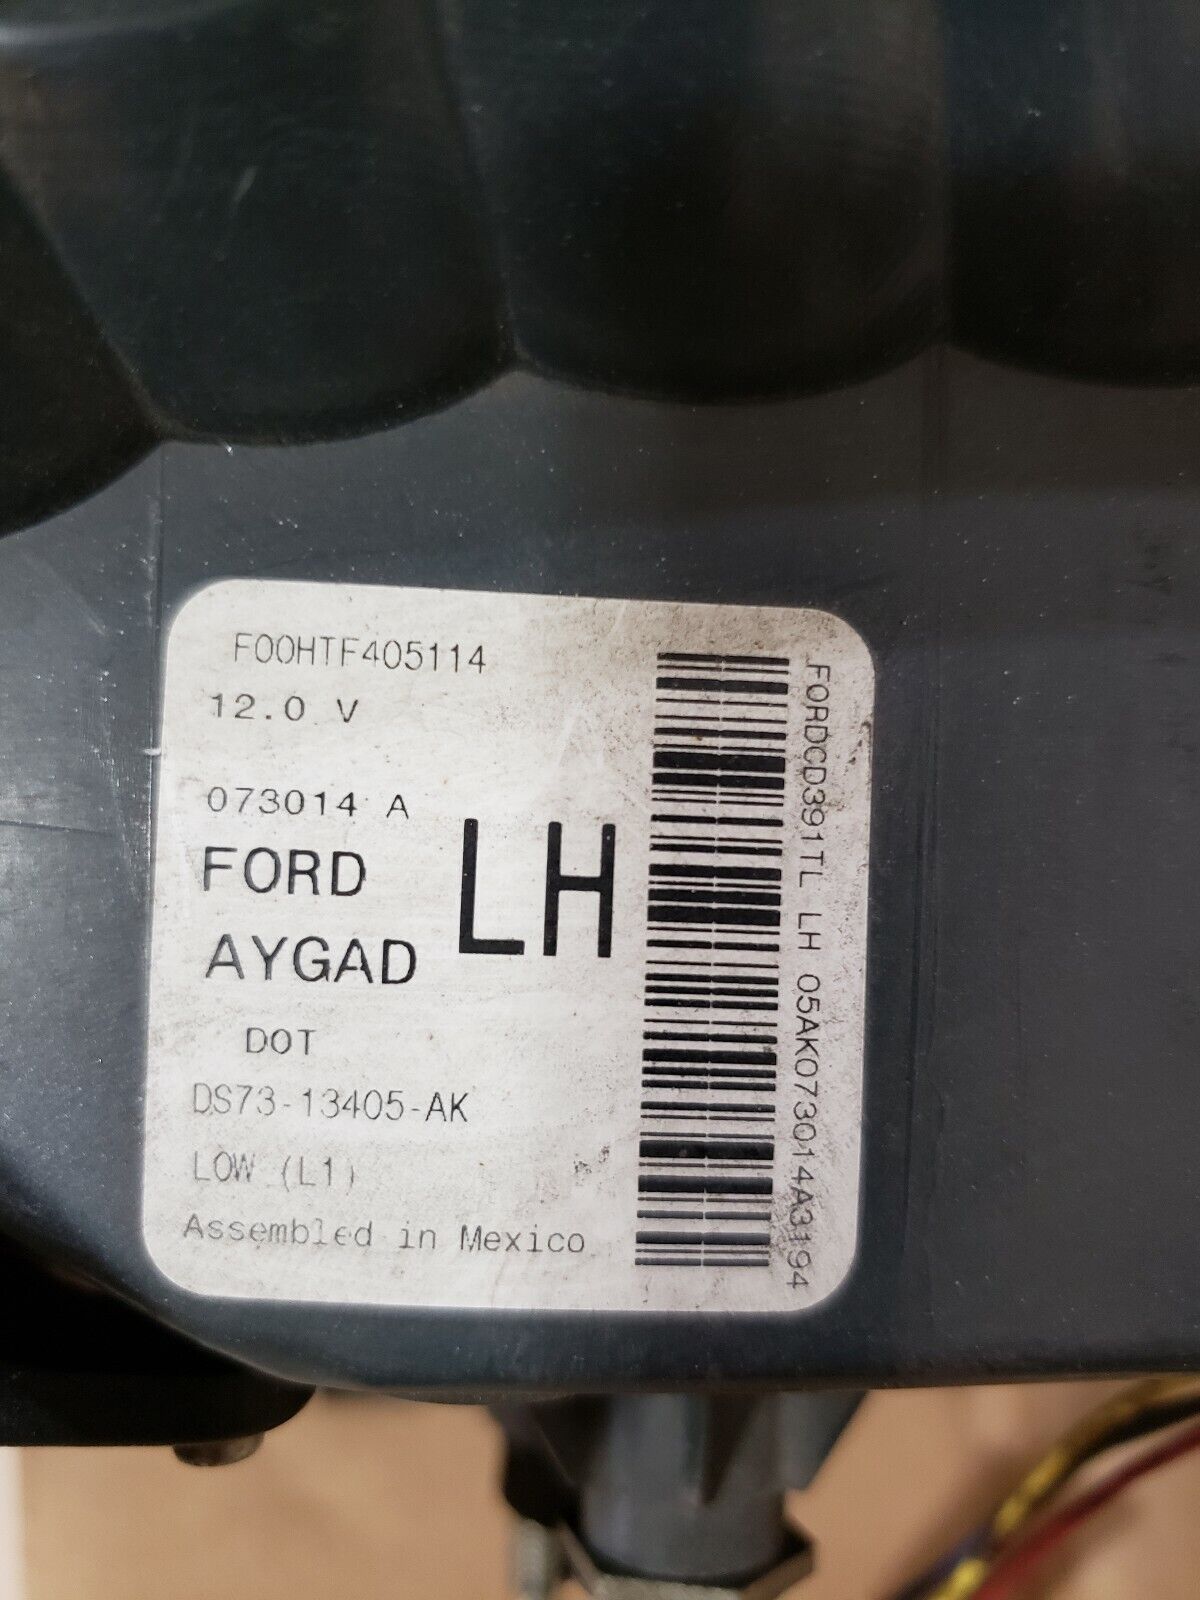 F00HTF405114
12.0 V
073014 A
FORD
LH
AYGAD
DOT
DS73-13405-AK
LOW (L1)
Assembled in Mexico
FORDCD391TL LH 05AK073014A3194